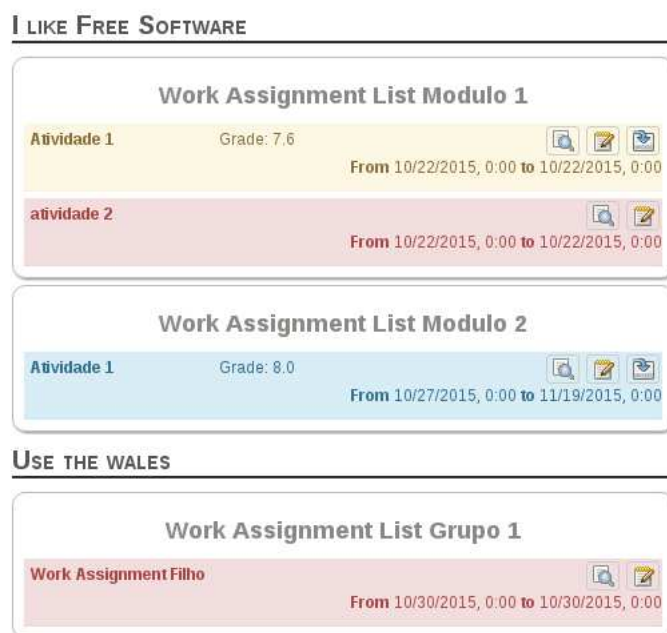 I LIKE FREE SOFTWARE
Work Assignment List Modulo 1
Atividade 1 Grade: 7.6
From 10/22/2015, 0:00 to 10/22/2015, 0:00
atividade 2
From 10/22/2015, 0:00 to 10/22/2015, 0:00
Work Assignment List Modulo 2
Atividade 1 Grade: 8.0
From 10/27/2015, 0:00 to 11/19/2015, 0:00
USE THE WALES
Work Assignment List Grupo 1
Work Assignment Filho
From 10/30/2015, 0:00 to 10/30/2015, 0:00